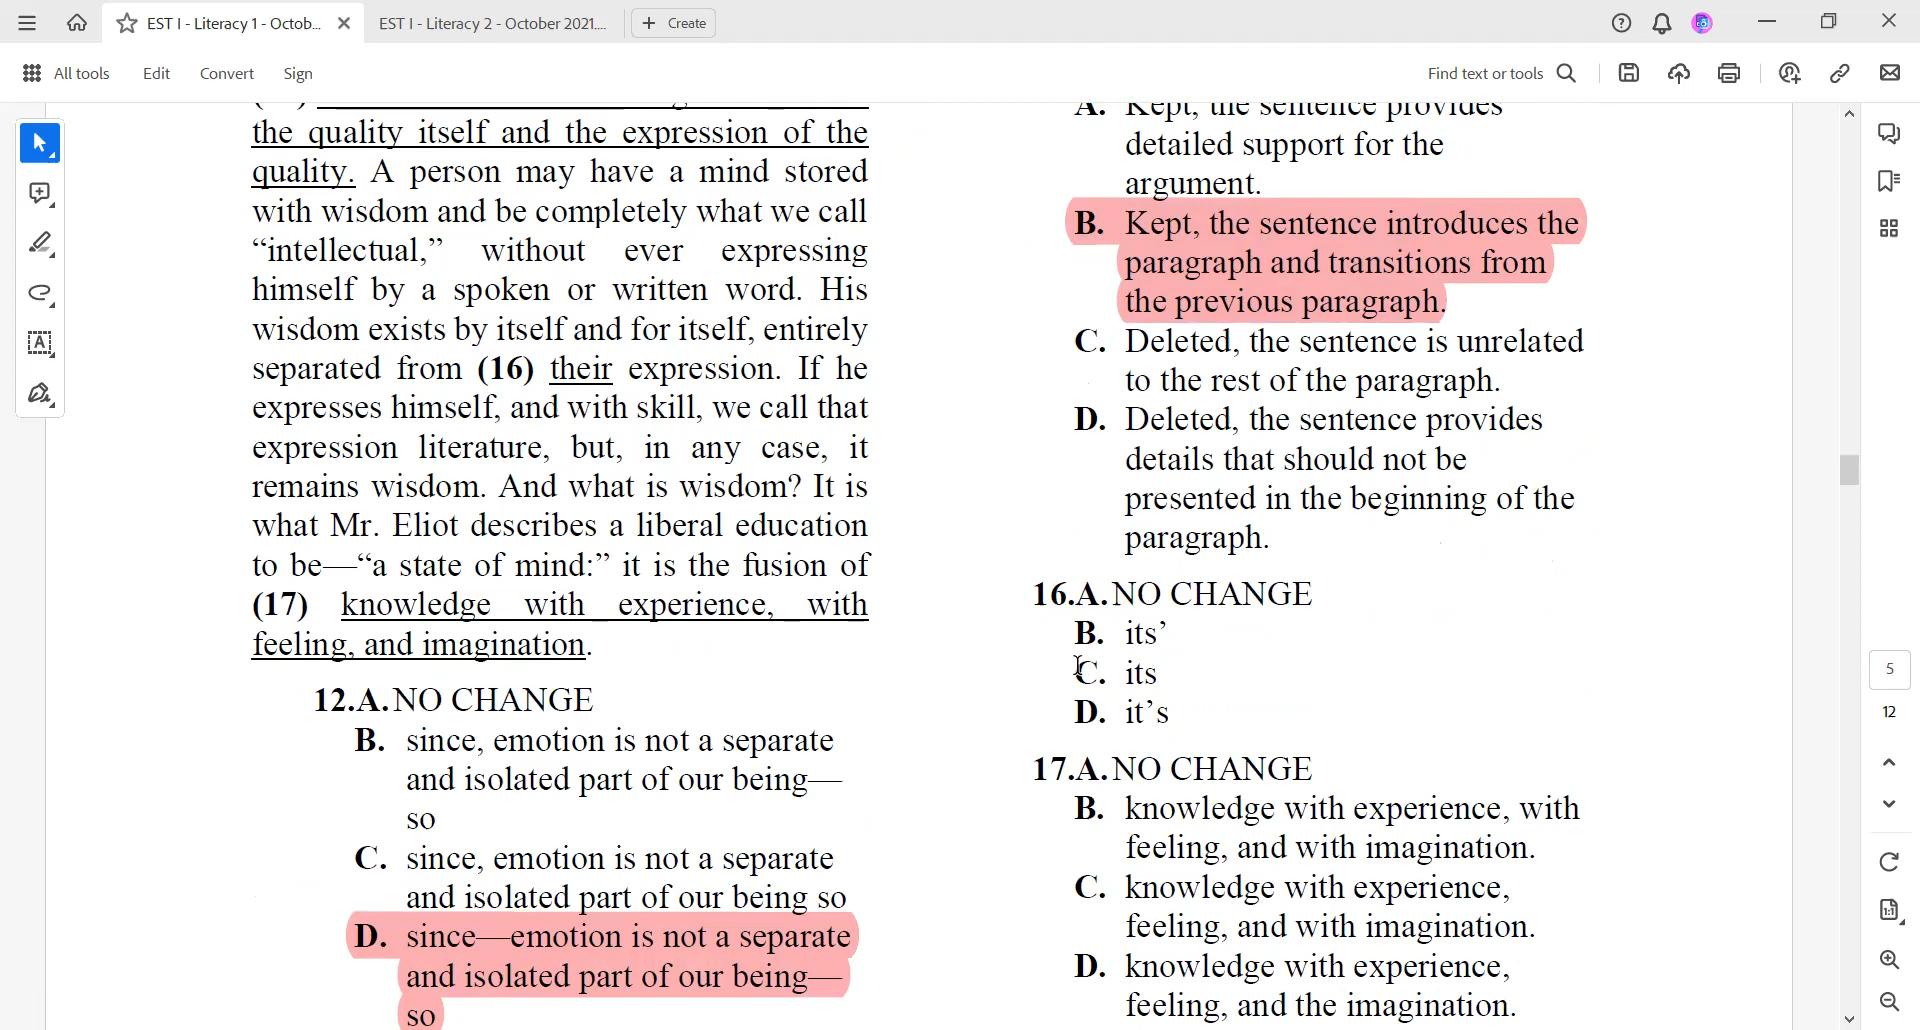 EST I - Literacy 1 - Octob...
EST I - Literacy 2 - October 2021....
Create
All tools
Edit
Convert
Sign
Find text or tools
the quality itself and the expression of the
quality. A person may have a mind stored
with wisdom and be completely what we call
“intellectual,” without ever expressing
himself by a spoken or written word. His
wisdom exists by itself and for itself, entirely
separated from (16) their expression. If he
expresses himself, and with skill, we call that
expression literature, but, in any case, it
remains wisdom. And what is wisdom? It is
what Mr. Eliot describes a liberal education
to be—“a state of mind:” it is the fusion of
(17) knowledge with experience, with
feeling, and imagination.
12.A. NO CHANGE
B. since, emotion is not a separate
and isolated part of our being—
so
C. since, emotion is not a separate
and isolated part of our being so
D. since—emotion is not a separate
and isolated part of our being—
so
A. Kept, the sentence provides
detailed support for the
argument.
B. Kept, the sentence introduces the
paragraph and transitions from
the previous paragraph.
C. Deleted, the sentence is unrelated
to the rest of the paragraph.
D. Deleted, the sentence provides
details that should not be
presented in the beginning of the
paragraph.
16.A. NO CHANGE
B. its’
C. its
D. it’s
17.A. NO CHANGE
B. knowledge with experience, with
feeling, and with imagination.
C. knowledge with experience,
feeling, and with imagination.
D. knowledge with experience,
feeling, and the imagination.
5
12